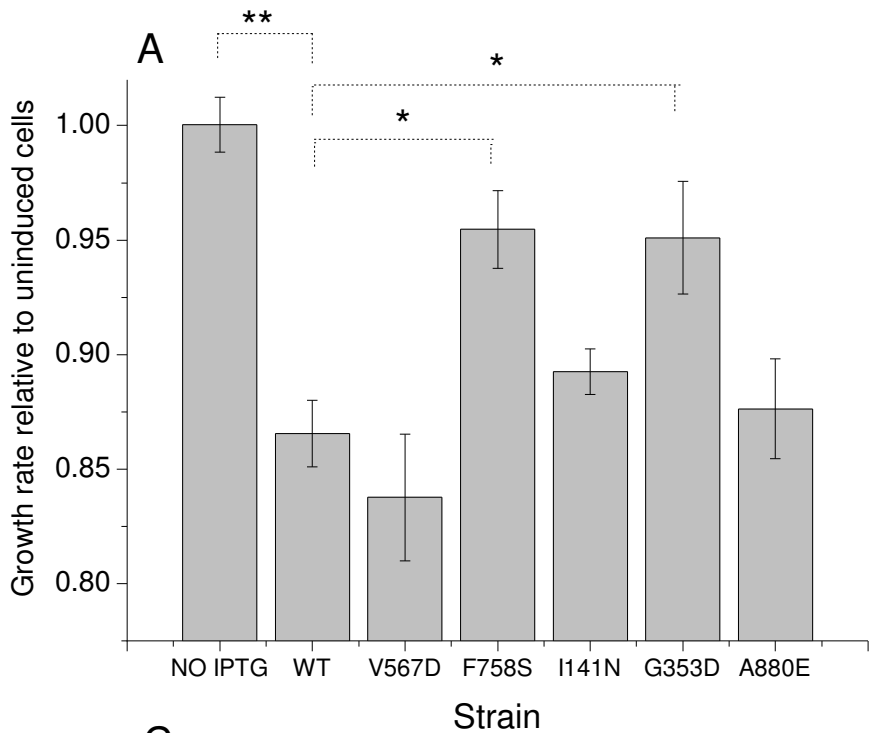 **
A
*
*
Growth rate relative to uninduced cells
1.00
0.95
0.90
0.85
0.80
NO IPTG WT V567D F758S I141N G353D A880E
Strain